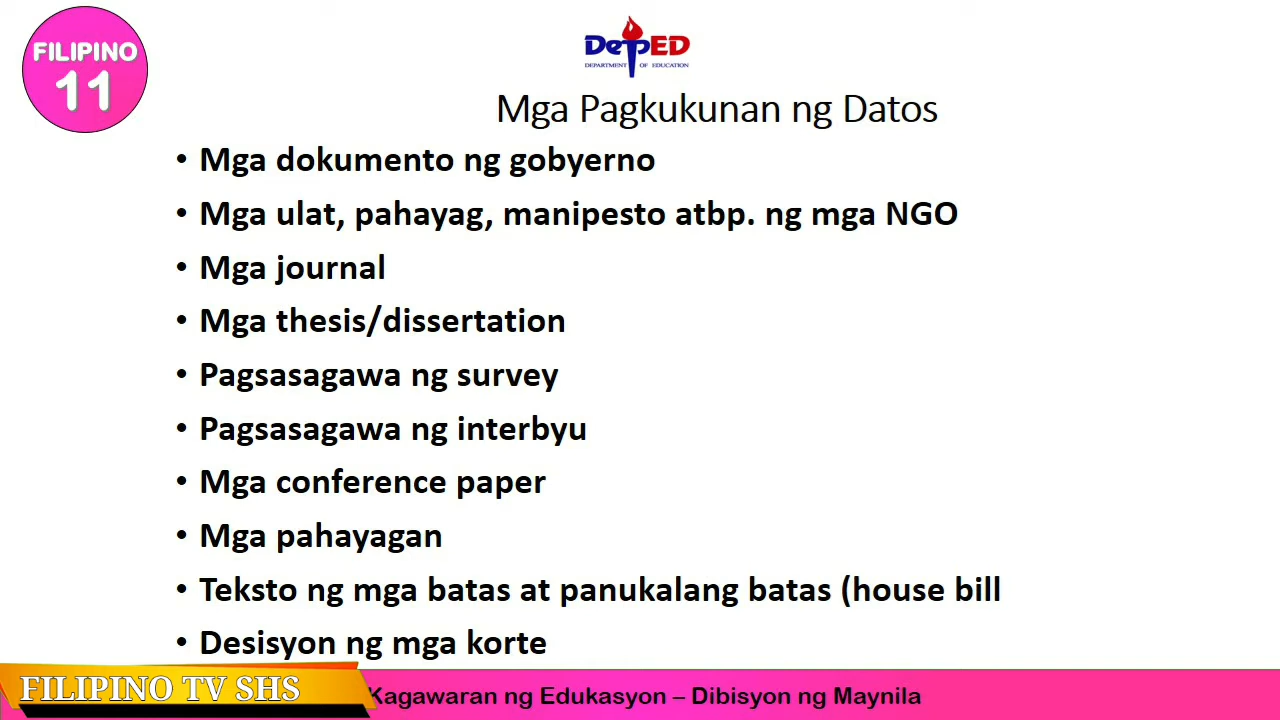 FILIPINO
11
DepED
DEPARTMENT OF EDUCATION
Mga Pagkukunan ng Datos
• Mga dokumento ng gobyerno
• Mga ulat, pahayag, manipesto atbp. ng mga NGO
• Mga journal
• Mga thesis/dissertation
• Pagsasagawa ng survey
• Pagsasagawa ng interbyu
• Mga conference paper
• Mga pahayagan
• Teksto ng mga batas at panukalang batas (house bill
• Desisyon ng mga korte
FILIPINO TV SHS
Kagawaran ng Edukasyon – Dibisyon ng Maynila